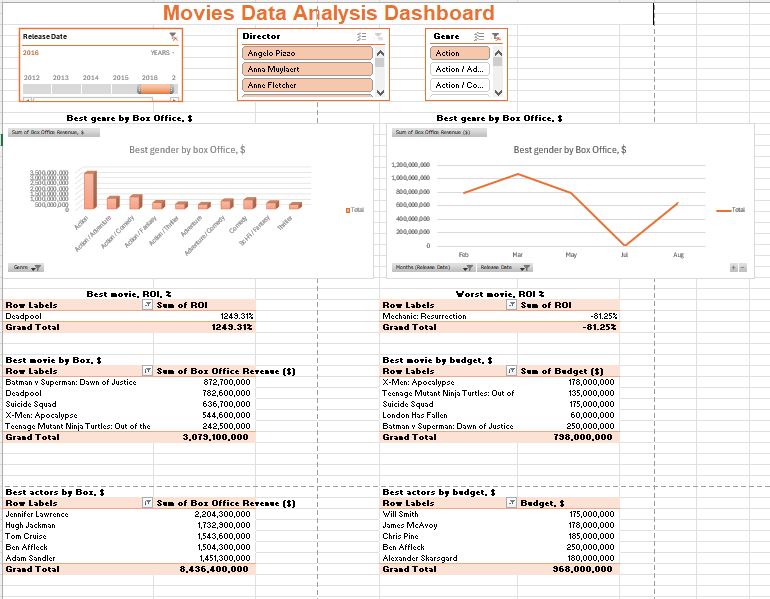 Movies Data Analysis Dashboard
ReleaseDate
2016 YEARS
2012 2013 2014 2015 2016 2
Director
Angelo Pizzo
Anna Muylaert
Anne Fletcher
Genre
Action
Action / Ad...
Action / Co...
Best genre by Box Office, $
Sum of Box Office Revenue, $
Best gender by box Office, $
3,500,000,000
3,000,000,000
2,500,000,000
2,000,000,000
1,500,000,000
1,000,000,000
500,000,000
0
Action
Action / Adventure
Action / Comedy
Action / Fantasy
Action / Thriller
Adventure
Adventure / Comedy
Comedy
Sci-Fi / Fantasy
Thriller
Total
Genre
Best genre by Box Office, $
Sum of Box Office Revenue ($)
Best gender by Box Office, $
1,200,000,000
1,000,000,000
800,000,000
600,000,000
400,000,000
200,000,000
0
Feb Mar May Jul Aug
Total
Months (Release Date) Release Date
+ -
Best movie, ROI, %
Row Labels Sum of ROI
Deadpool 1249.31%
Grand Total 1249.31%
Worst movie, ROI %
Row Labels Sum of ROI
Mechanic: Resurrection -81.25%
Grand Total -81.25%
Best movie by Box, $
Row Labels Sum of Box Office Revenue ($)
Batman v Superman: Dawn of Justice 872,700,000
Deadpool 782,600,000
Suicide Squad 636,700,000
X-Men: Apocalypse 544,600,000
Teenage Mutant Ninja Turtles: Out of the 242,500,000
Grand Total 3,079,100,000
Best movie by budget, $
Row Labels Sum of Budget ($)
X-Men: Apocalypse 178,000,000
Teenage Mutant Ninja Turtles: Out of 135,000,000
Suicide Squad 175,000,000
London Has Fallen 60,000,000
Batman v Superman: Dawn of Justice 250,000,000
Grand Total 798,000,000
Best actors by Box, $
Row Labels Sum of Box Office Revenue ($)
Jennifer Lawrence 2,204,300,000
Hugh Jackman 1,732,900,000
Tom Cruise 1,543,600,000
Ben Affleck 1,504,300,000
Adam Sandler 1,451,300,000
Grand Total 8,436,400,000
Best actors by budget, $
Row Labels Budget, $
Will Smith 175,000,000
James McAvoy 178,000,000
Chris Pine 185,000,000
Ben Affleck 250,000,000
Alexander Skarsgard 180,000,000
Grand Total 968,000,000